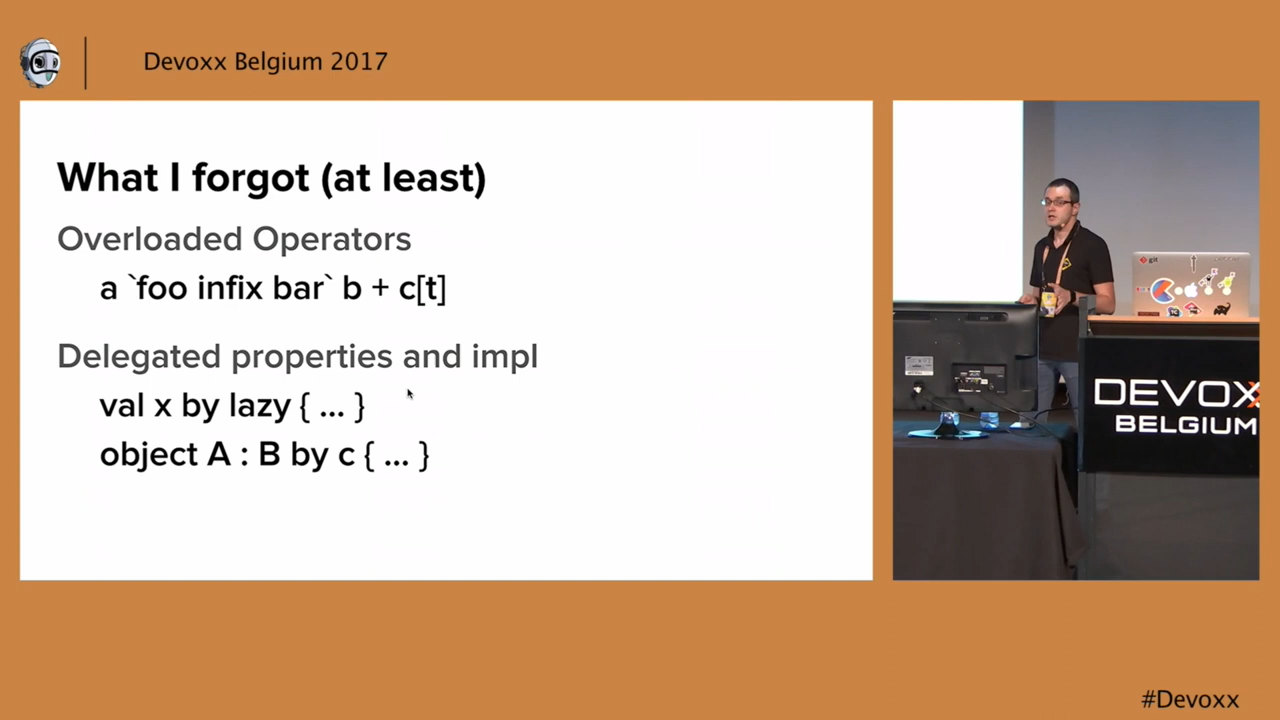 Devoxx Belgium 2017
What I forgot (at least)
Overloaded Operators
a `foo infix bar` b + c[t]
Delegated properties and impl
val x by lazy { ... }
object A : B by c { ... }
git
DEVOXX
BELGIUM
#Devoxx